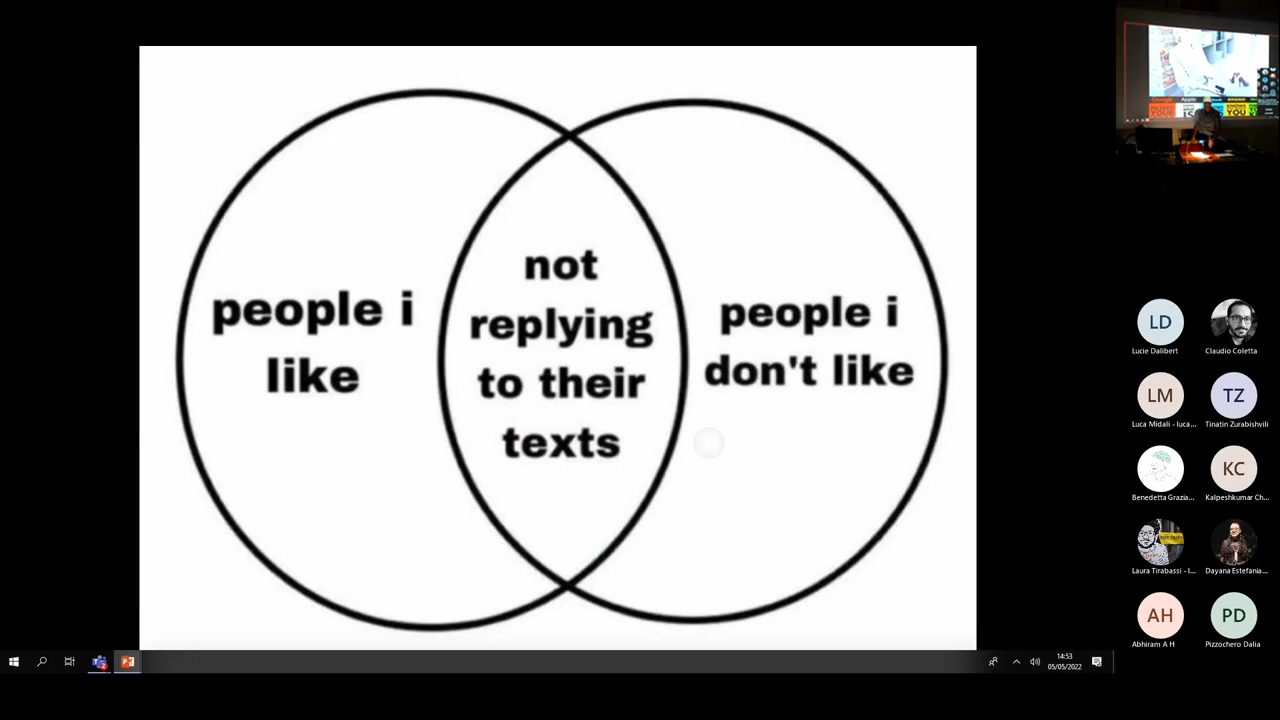 people i
like
not
replying
to their
texts
people i
don't like
LD
Lucie Dalibert
Claudio Coletta
LM
Luca Midali - luca...
TZ
Tinatin Zurabishvili
Benedetta Grazia...
KC
Kalpeshkumar Ch...
Laura Tirabassi - l...
Dayana Estefania...
AH
Abhiram A H
PD
Pizzochero Dalia
14:53
05/05/2022